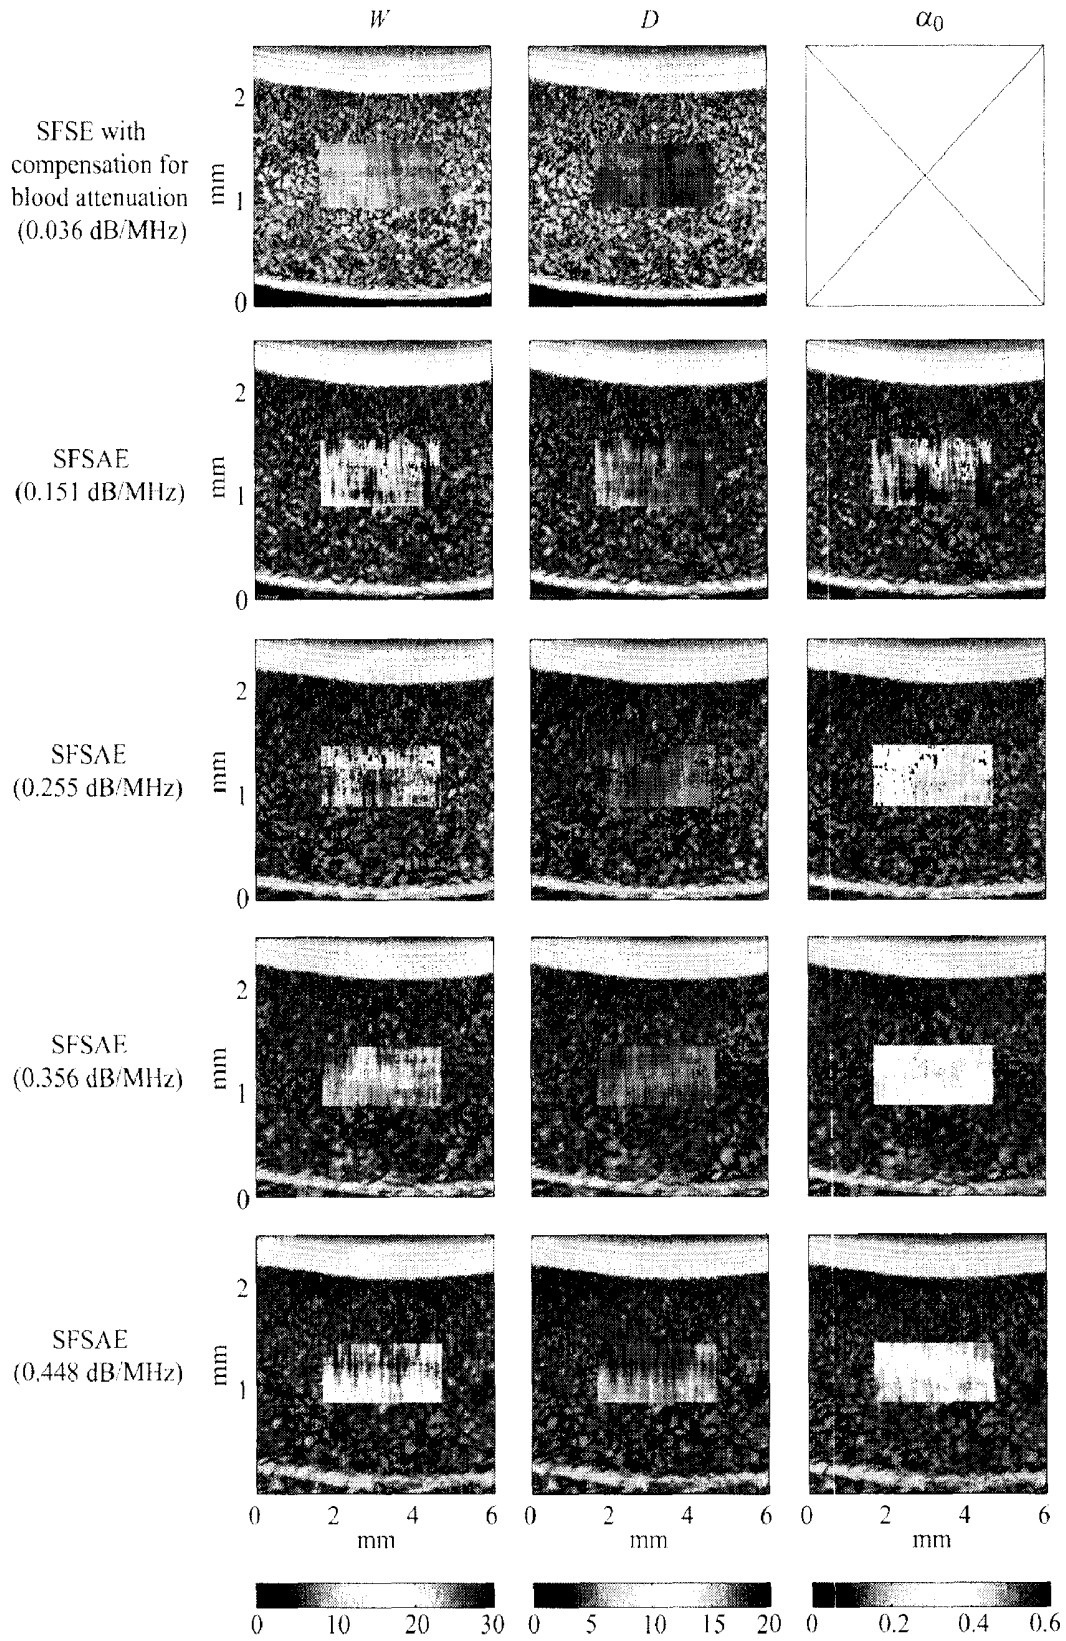 W D α0
SFSE with
compensation for
blood attenuation
(0.036 dB/MHz)
mm
2
1
0
SFSAE
(0.151 dB/MHz)
mm
2
1
0
SFSAE
(0.255 dB/MHz)
mm
2
1
0
SFSAE
(0.356 dB/MHz)
mm
2
1
0
SFSAE
(0.448 dB/MHz)
mm
2
1
0 2 4 6 0 2 4 6 0 2 4 6
mm mm mm
0 10 20 30 0 5 10 15 20 0 0.2 0.4 0.6